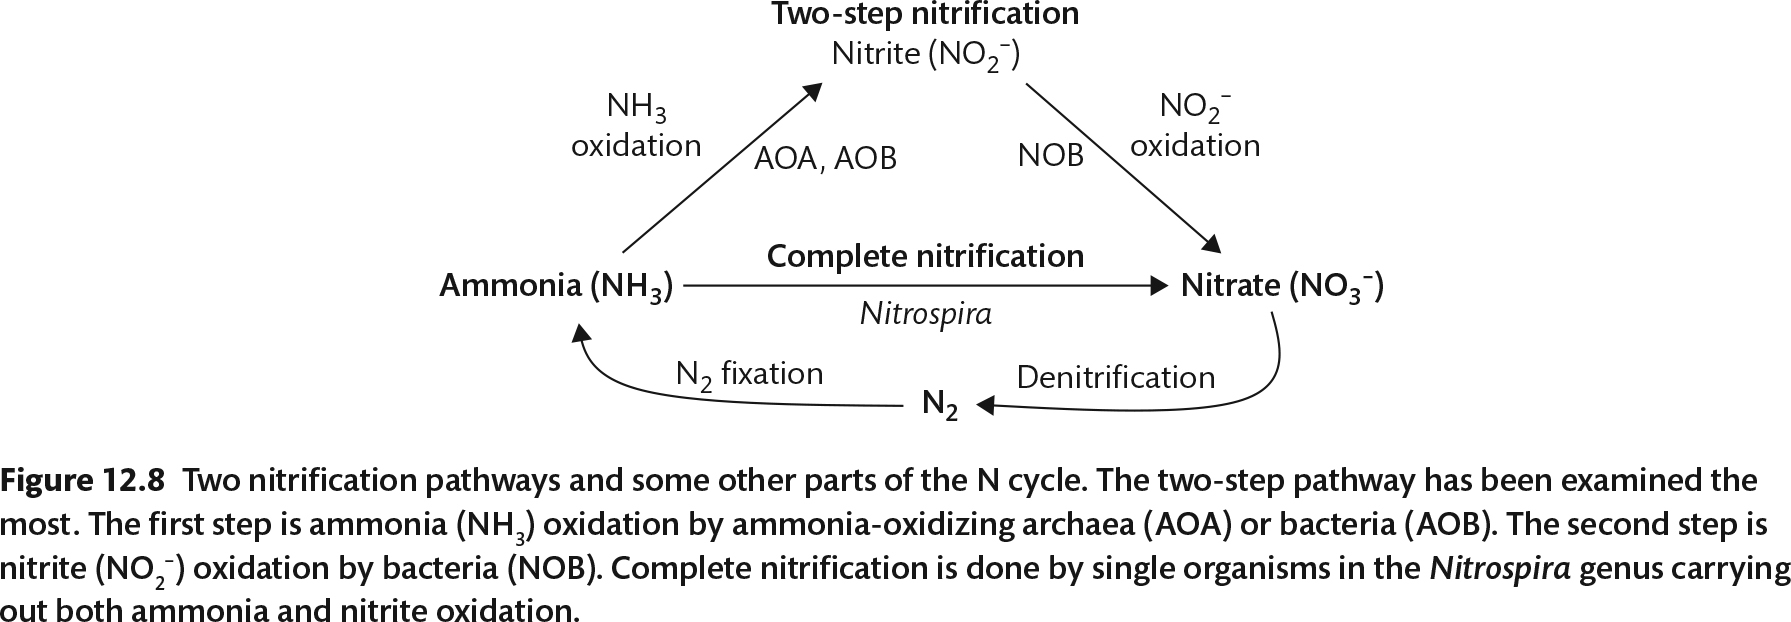 Two-step nitrification
Nitrite (NO₂⁻)
NH₃
oxidation
AOA, AOB
NOB
NO₂⁻
oxidation
Complete nitrification
Ammonia (NH₃)
Nitrate (NO₃⁻)
Nitrospira
N₂ fixation
Denitrification
N₂
Figure 12.8 Two nitrification pathways and some other parts of the N cycle. The two-step pathway has been examined the
most. The first step is ammonia (NH₃) oxidation by ammonia-oxidizing archaea (AOA) or bacteria (AOB). The second step is
nitrite (NO₂⁻) oxidation by bacteria (NOB). Complete nitrification is done by single organisms in the Nitrospira genus carrying
out both ammonia and nitrite oxidation.